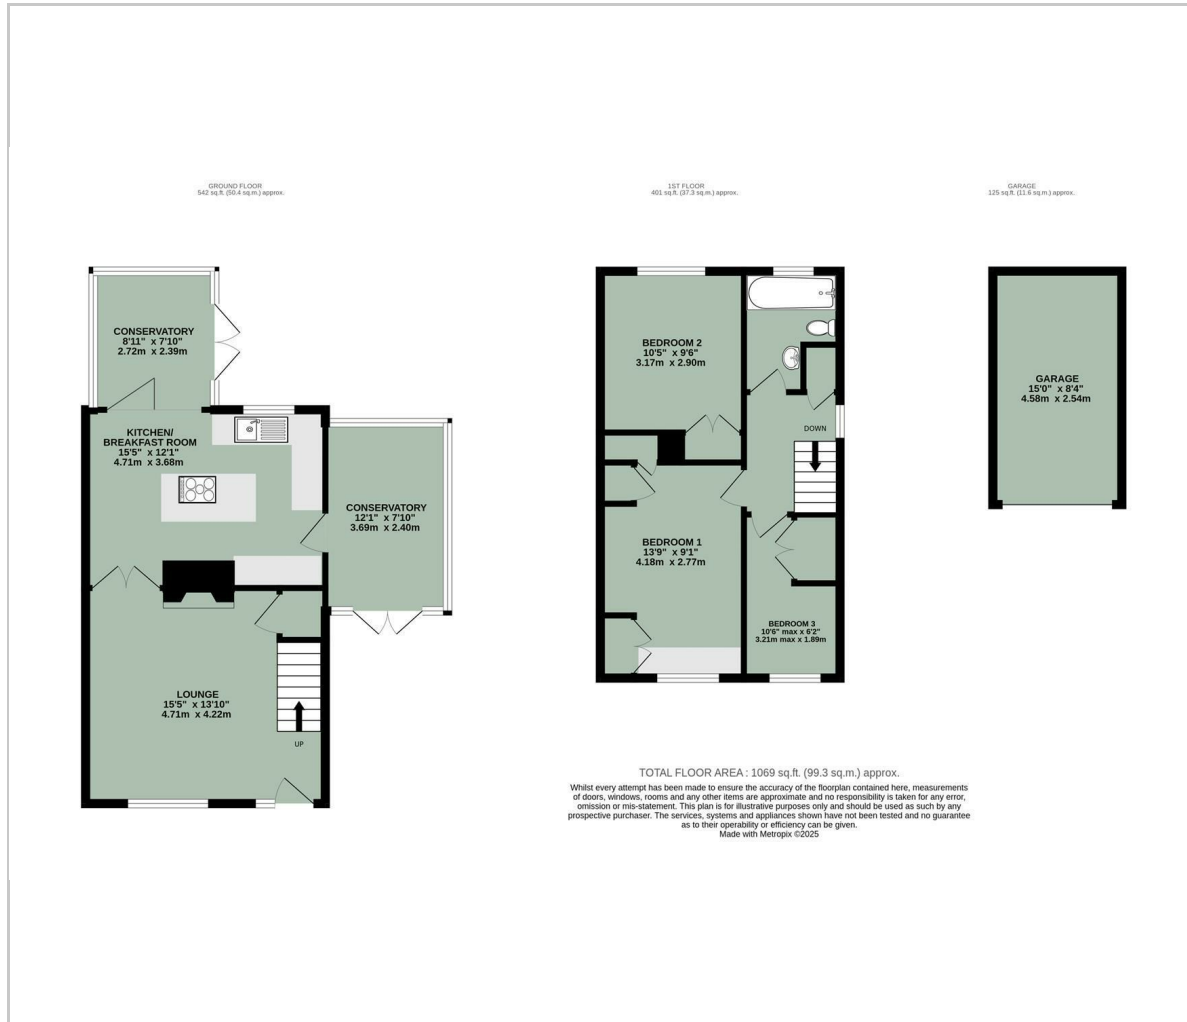 GROUND FLOOR
542 sq.ft. (50.4 sq.m.) approx.
1ST FLOOR
401 sq.ft. (37.3 sq.m.) approx.
GARAGE
125 sq.ft. (11.6 sq.m.) approx.
CONSERVATORY
8'11" x 7'10"
2.72m x 2.39m
KITCHEN/
BREAKFAST ROOM
15'5" x 12'1"
4.71m x 3.68m
CONSERVATORY
12'1" x 7'10"
3.69m x 2.40m
LOUNGE
15'5" x 13'10"
4.71m x 4.22m
UP
BEDROOM 2
10'5" x 9'6"
3.17m x 2.90m
DOWN
BEDROOM 1
13'9" x 9'1"
4.18m x 2.77m
BEDROOM 3
10'6" max x 6'2"
3.21m max x 1.89m
GARAGE
15'0" x 8'4"
4.58m x 2.54m
TOTAL FLOOR AREA : 1069 sq.ft. (99.3 sq.m.) approx.
Whilst every attempt has been made to ensure the accuracy of the floorplan contained here, measurements
of doors, windows, rooms and any other items are approximate and no responsibility is taken for any error,
omission or mis-statement. This plan is for illustrative purposes only and should be used as such by any
prospective purchaser. The services, systems and appliances shown have not been tested and no guarantee
as to their operability or efficiency can be given.
Made with Metropix ©2025